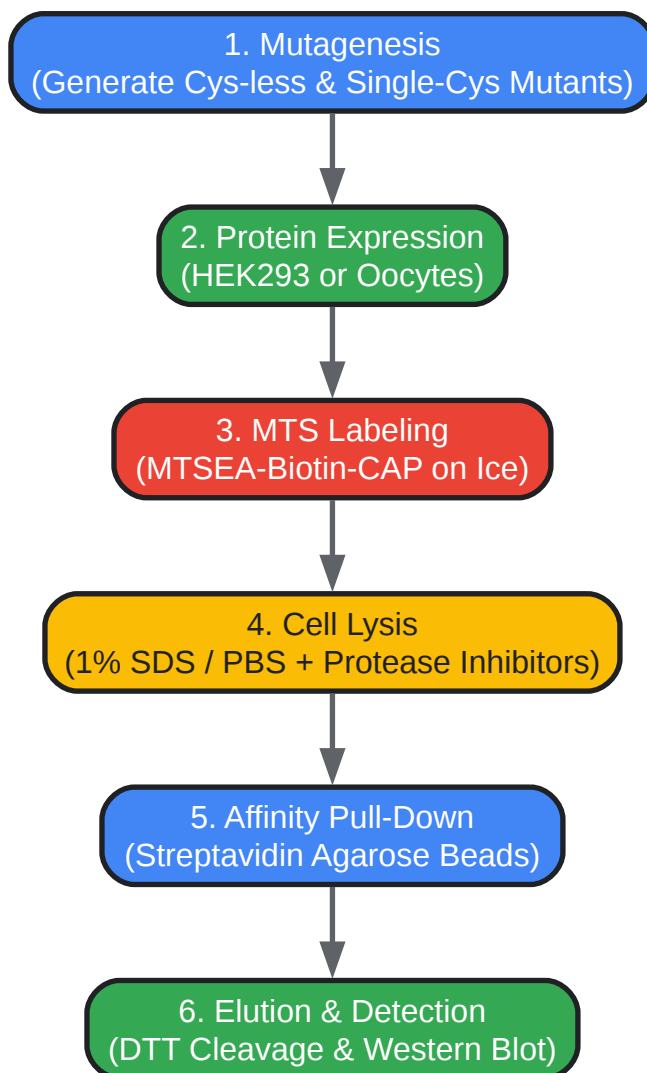 1. Mutagenesis
(Generate Cys-less & Single-Cys Mutants)
2. Protein Expression
(HEK293 or Oocytes)
3. MTS Labeling
(MTSEA-Biotin-CAP on Ice)
4. Cell Lysis
(1% SDS / PBS + Protease Inhibitors)
5. Affinity Pull-Down
(Streptavidin Agarose Beads)
6. Elution & Detection
(DTT Cleavage & Western Blot)